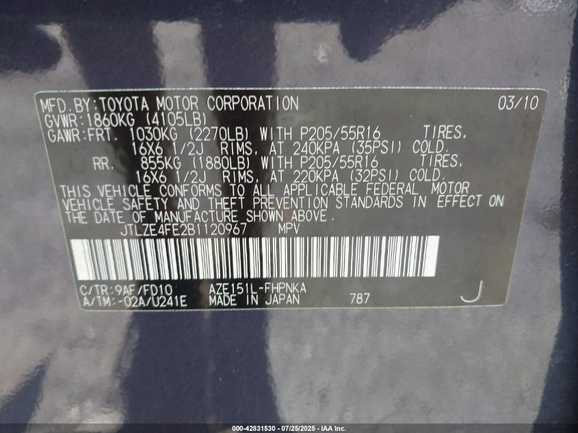 MFD.BY:TOYOTA MOTOR CORPORATION 03/10
GVWR:1860KG (4105LB)
GAWR:FRT. 1030KG (2270LB) WITH P205/55R16 TIRES,
16X6 1/2J RIMS, AT 240KPA (35PSI) COLD.
RR. 855KG (1880LB) WITH P205/55R16 TIRES,
16X6 1/2J RIMS, AT 220KPA (32PSI) COLD.
THIS VEHICLE CONFORMS TO ALL APPLICABLE FEDERAL MOTOR
VEHICLE SAFETY AND THEFT PREVENTION STANDARDS IN EFFECT ON
THE DATE OF MANUFACTURE SHOWN ABOVE.
JTLZE4FE2B1120967 MPV
C/TR:9AF/FD10 AZE151L-FHPNKA
A/TM:-02A/U241E MADE IN JAPAN 787 J
000-42831530 - 07/25/2025 - IAA Inc.